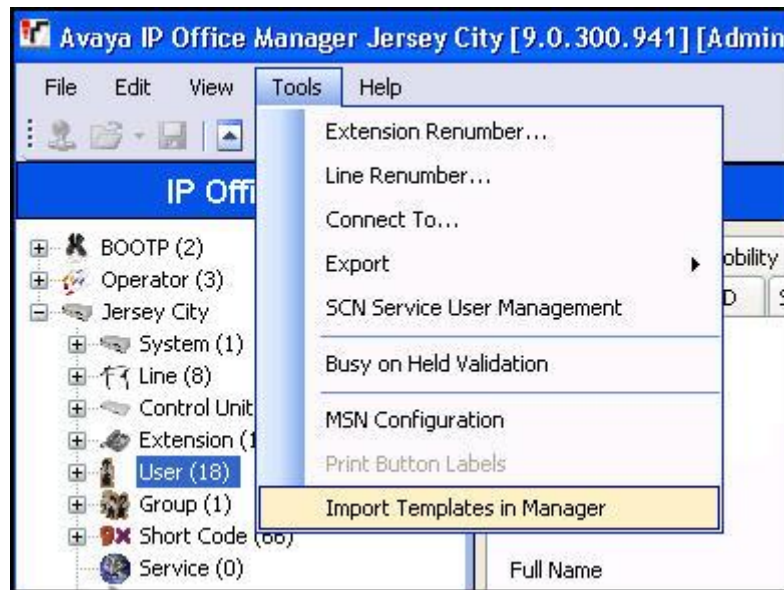 Avaya IP Office Manager Jersey City [9.0.300.941] [Admin
File Edit View Tools Help
Extension Renumber...
Line Renumber...
Connect To...
Export
SCN Service User Management
Busy on Held Validation
MSN Configuration
Print Button Labels
Import Templates in Manager
IP Offi
BOOTP (2)
Operator (3)
Jersey City
System (1)
Line (8)
Control Unit
Extension (1
User (18)
Group (1)
Short Code (66)
Service (0)
obility
D S
Full Name